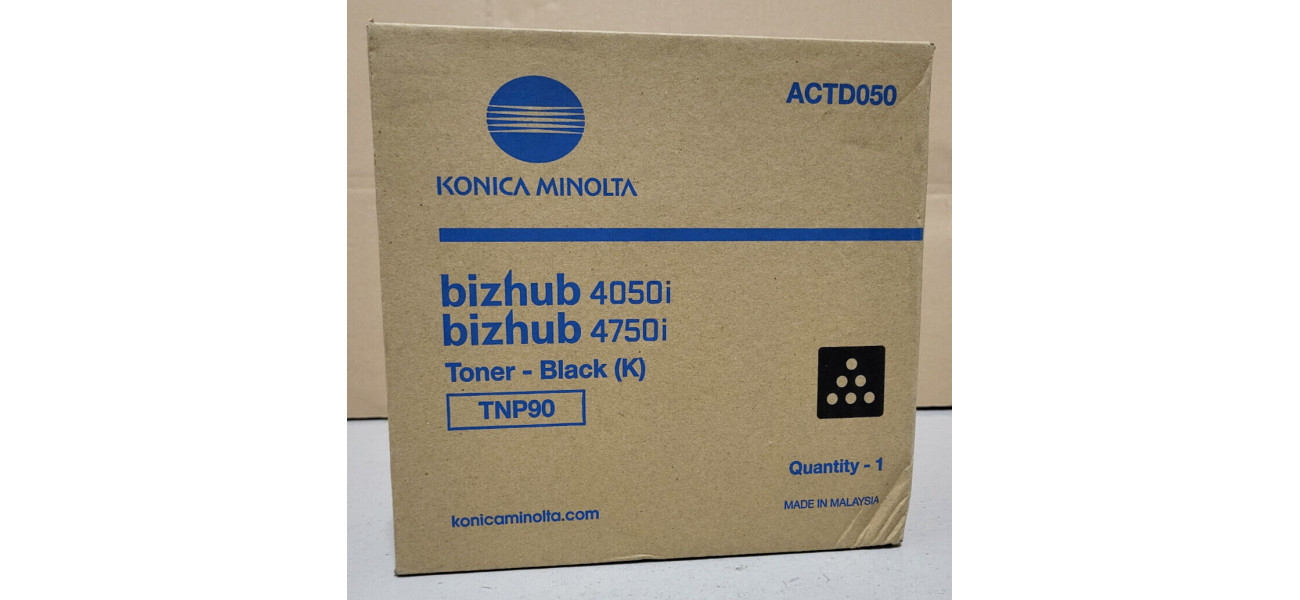 ACTD050
KONICA MINOLTA
bizhub 4050i
bizhub 4750i
Toner - Black (K)
TNP90
Quantity - 1
MADE IN MALAYSIA
konicaminolta.com